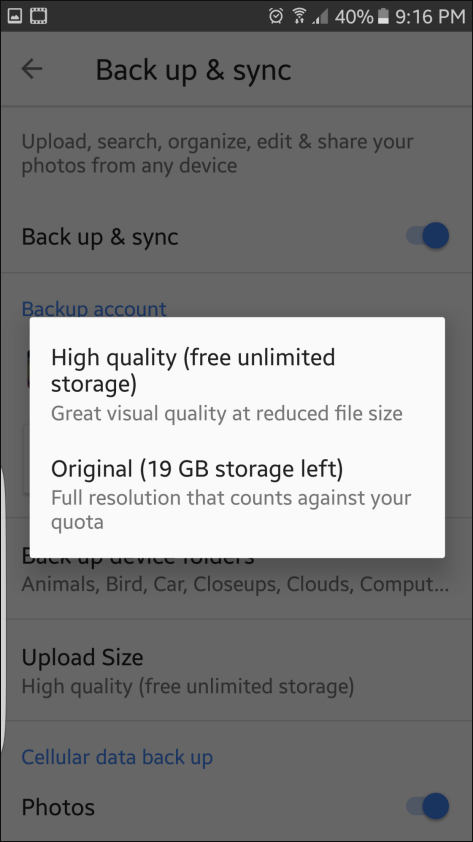 40% 9:16 PM
Back up & sync
Upload, search, organize, edit & share your
photos from any device
Back up & sync
Backup account
High quality (free unlimited
storage)
Great visual quality at reduced file size
Original (19 GB storage left)
Full resolution that counts against your
quota
Back up device folders
Animals, Bird, Car, Closeups, Clouds, Comput...
Upload Size
High quality (free unlimited storage)
Cellular data back up
Photos